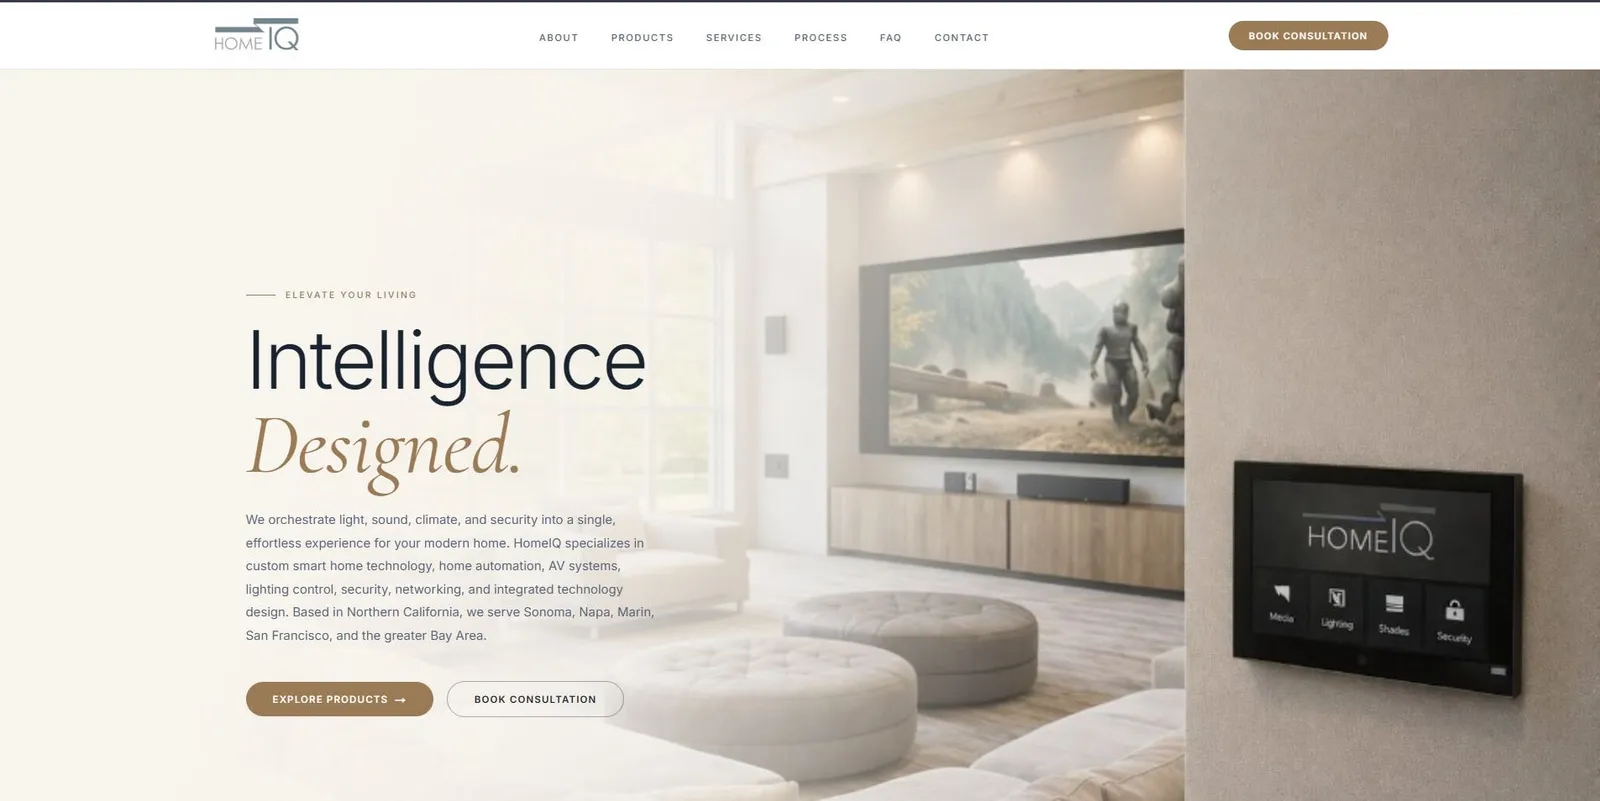 HOME IQ
ABOUT PRODUCTS SERVICES PROCESS FAQ CONTACT
BOOK CONSULTATION
ELEVATE YOUR LIVING
Intelligence
Designed.
We orchestrate light, sound, climate, and security into a single,
effortless experience for your modern home. HomeIQ specializes in
custom smart home technology, home automation, AV systems,
lighting control, security, networking, and integrated technology
design. Based in Northern California, we serve Sonoma, Napa, Marin,
San Francisco, and the greater Bay Area.
EXPLORE PRODUCTS →
BOOK CONSULTATION
HOMEIQ
Media Lighting Shades Security